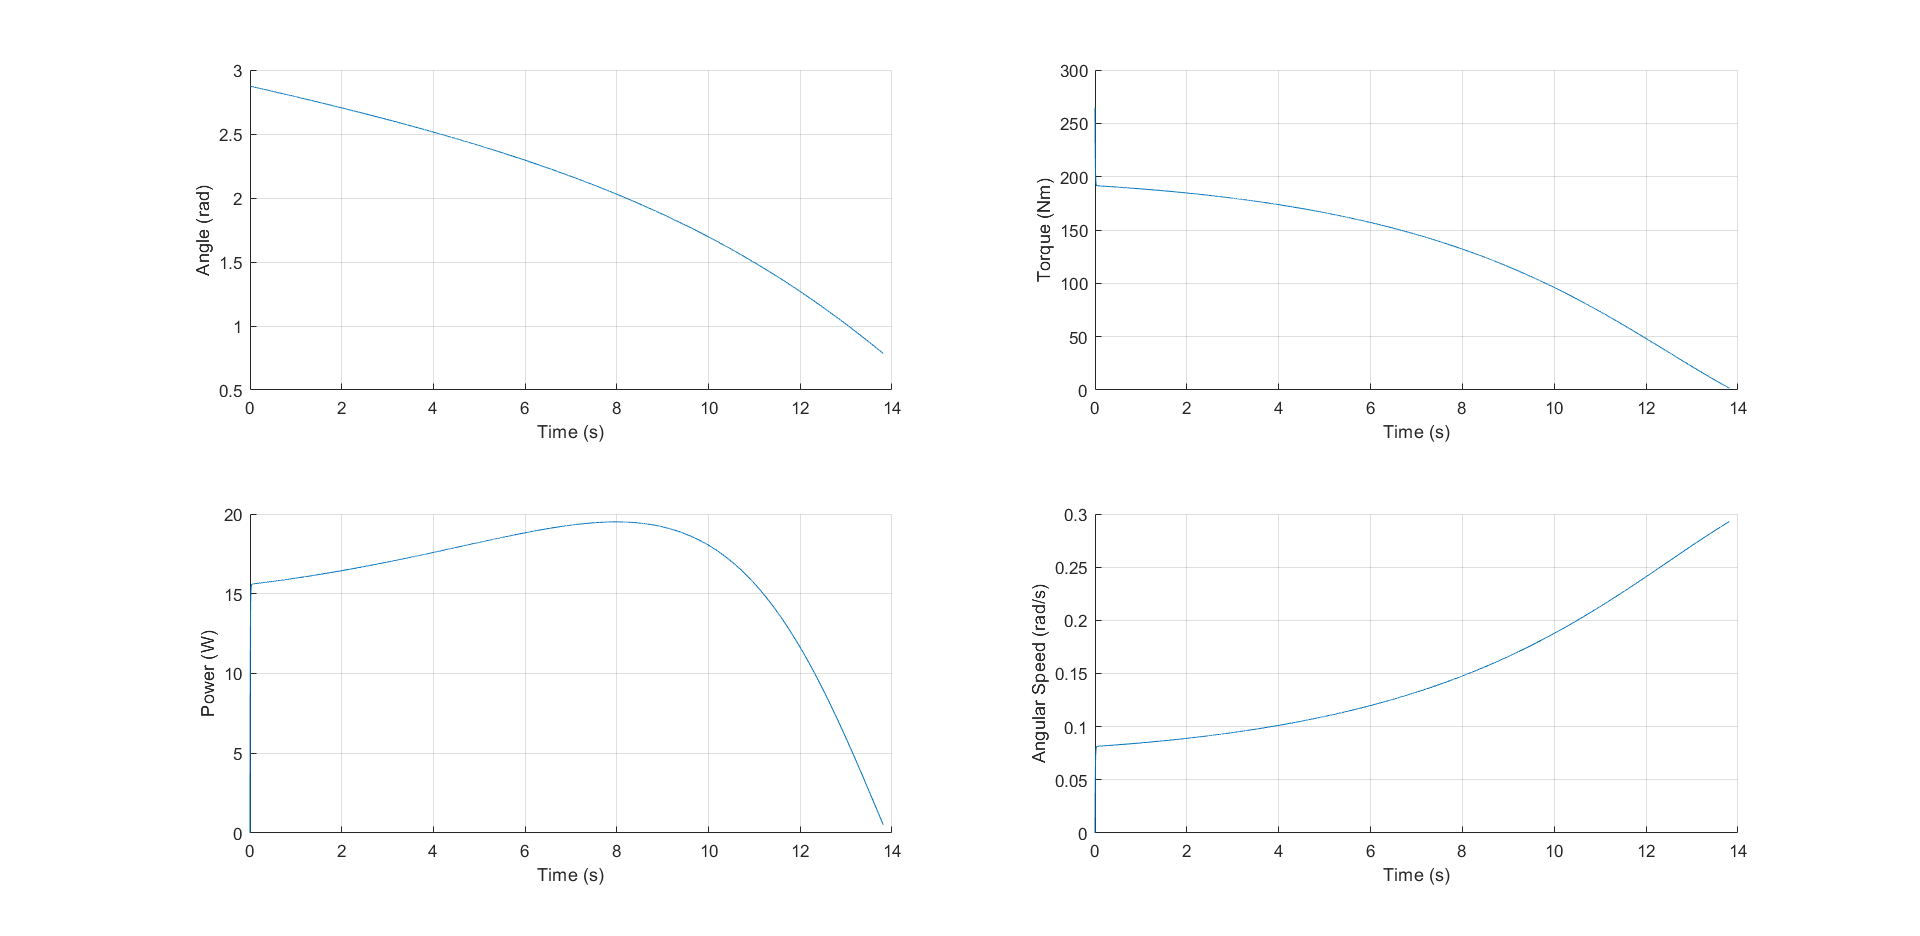 3
2.5
2
1.5
1
0.5
Angle (rad)
0 2 4 6 8 10 12 14
Time (s)
300
250
200
150
100
50
0
Torque (Nm)
0 2 4 6 8 10 12 14
Time (s)
20
15
10
5
0
Power (W)
0 2 4 6 8 10 12 14
Time (s)
0.3
0.25
0.2
0.15
0.1
0.05
0
Angular Speed (rad/s)
0 2 4 6 8 10 12 14
Time (s)